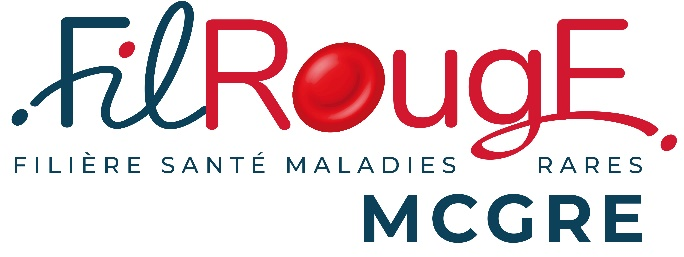 FilRougE
FILIÈRE SANTÉ MALADIES RARES
MCGRE